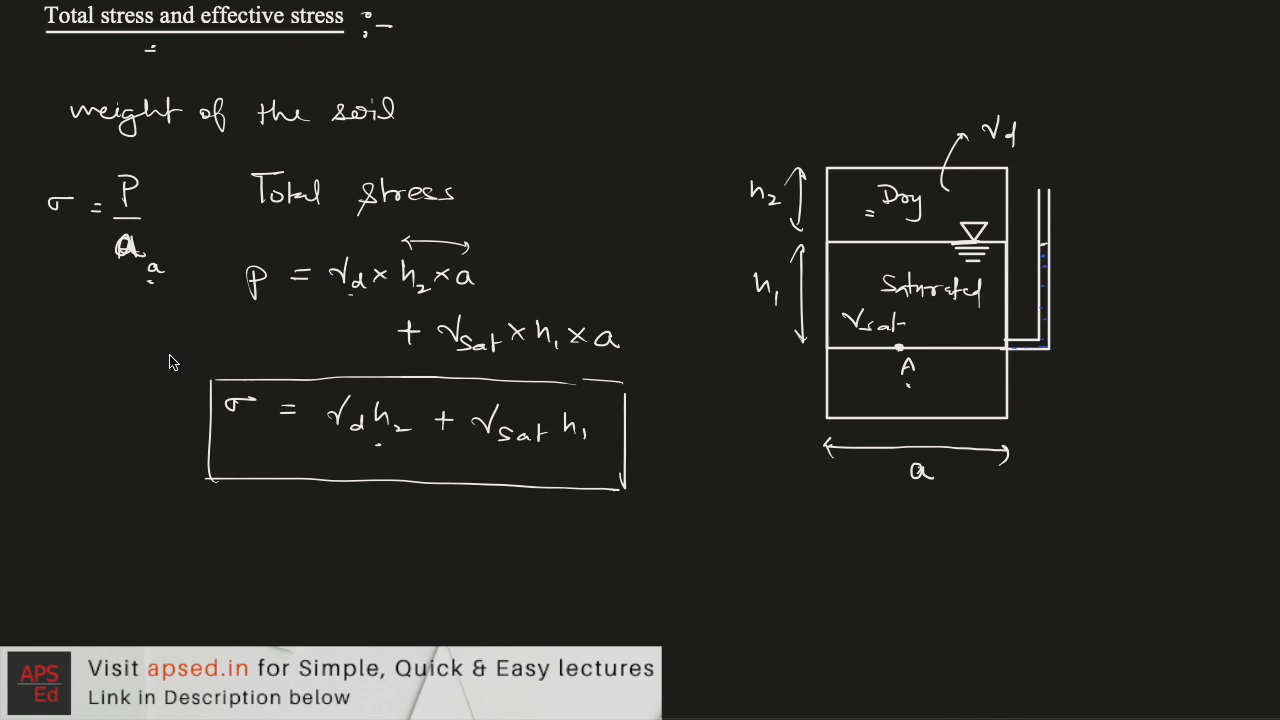 Total stress and effective stress :-
weight of the soil
σ = P / a
a
Total stress
P = γd × h2 × a
+ γsat × h1 × a
σ = γd h2 + γsat h1
γd
h2
Dry
h1
Saturated
γsat
A
a
APS
Ed
Visit apsed.in for Simple, Quick & Easy lectures
Link in Description below